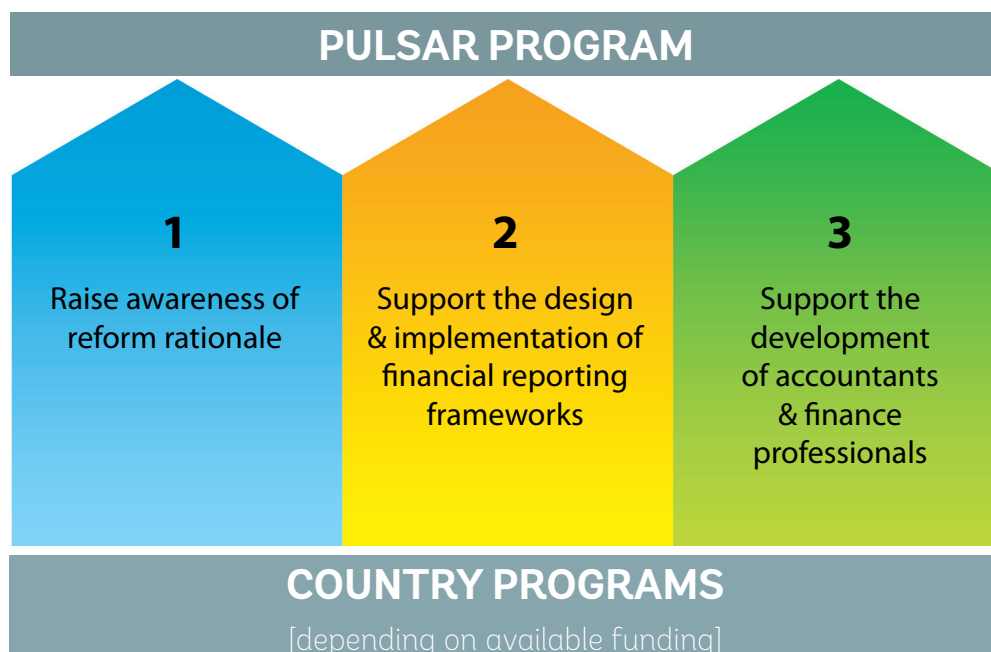 PULSAR PROGRAM
1
Raise awareness of
reform rationale
2
Support the design
& implementation of
financial reporting
frameworks
3
Support the
development
of accountants
& finance
professionals
COUNTRY PROGRAMS
[depending on available funding]